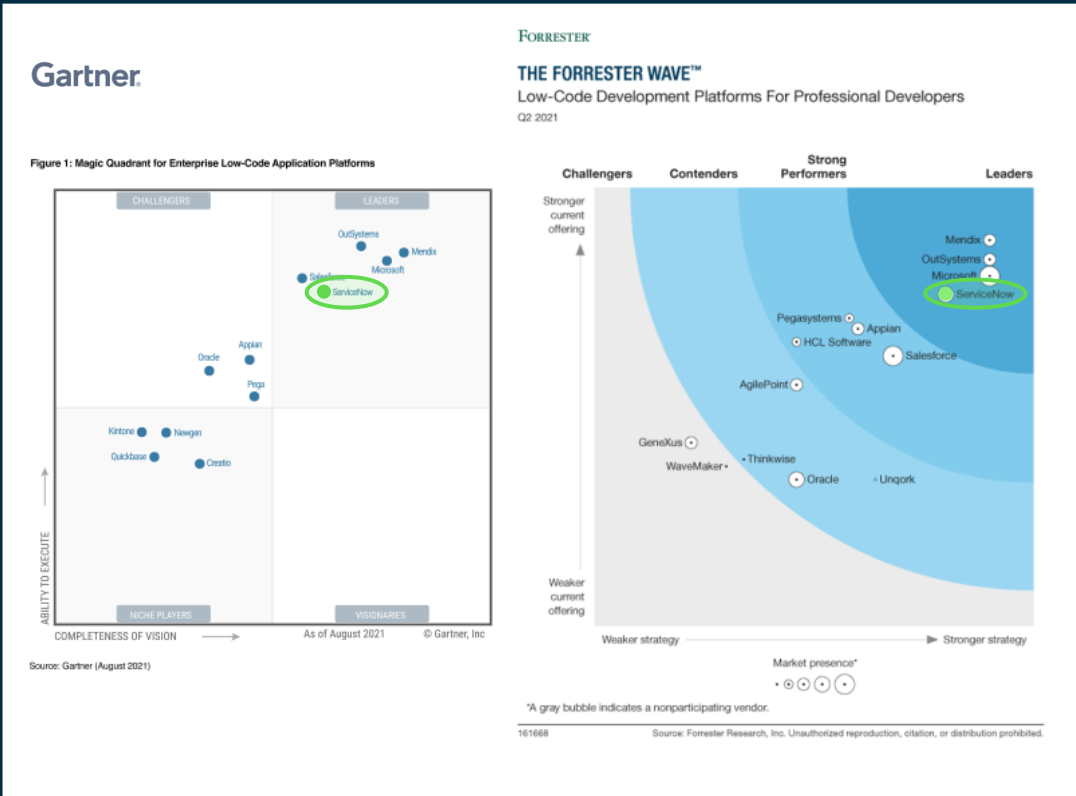 Gartner®
Figure 1: Magic Quadrant for Enterprise Low-Code Application Platforms
CHALLENGERS
LEADERS
OutSystems
Mendix
Microsoft
Salesforce
ServiceNow
Appian
Oracle
Pega
Kintone
Newgen
Quickbase
Creatio
NICHE PLAYERS
VISIONARIES
ABILITY TO EXECUTE
COMPLETENESS OF VISION
As of August 2021
© Gartner, Inc
Source: Gartner (August 2021)
FORRESTER®
THE FORRESTER WAVE™
Low-Code Development Platforms For Professional Developers
Q2 2021
Challengers
Contenders
Strong
Performers
Leaders
Stronger
current
offering
Mendix
OutSystems
Microsoft
ServiceNow
Pegasystems
Appian
HCL Software
Salesforce
AgilePoint
GeneXus
WaveMaker
Thinkwise
Oracle
Unqork
Weaker
current
offering
Weaker strategy
Stronger strategy
Market presence*
*A gray bubble indicates a nonparticipating vendor.
161668
Source: Forrester Research, Inc. Unauthorized reproduction, citation, or distribution prohibited.